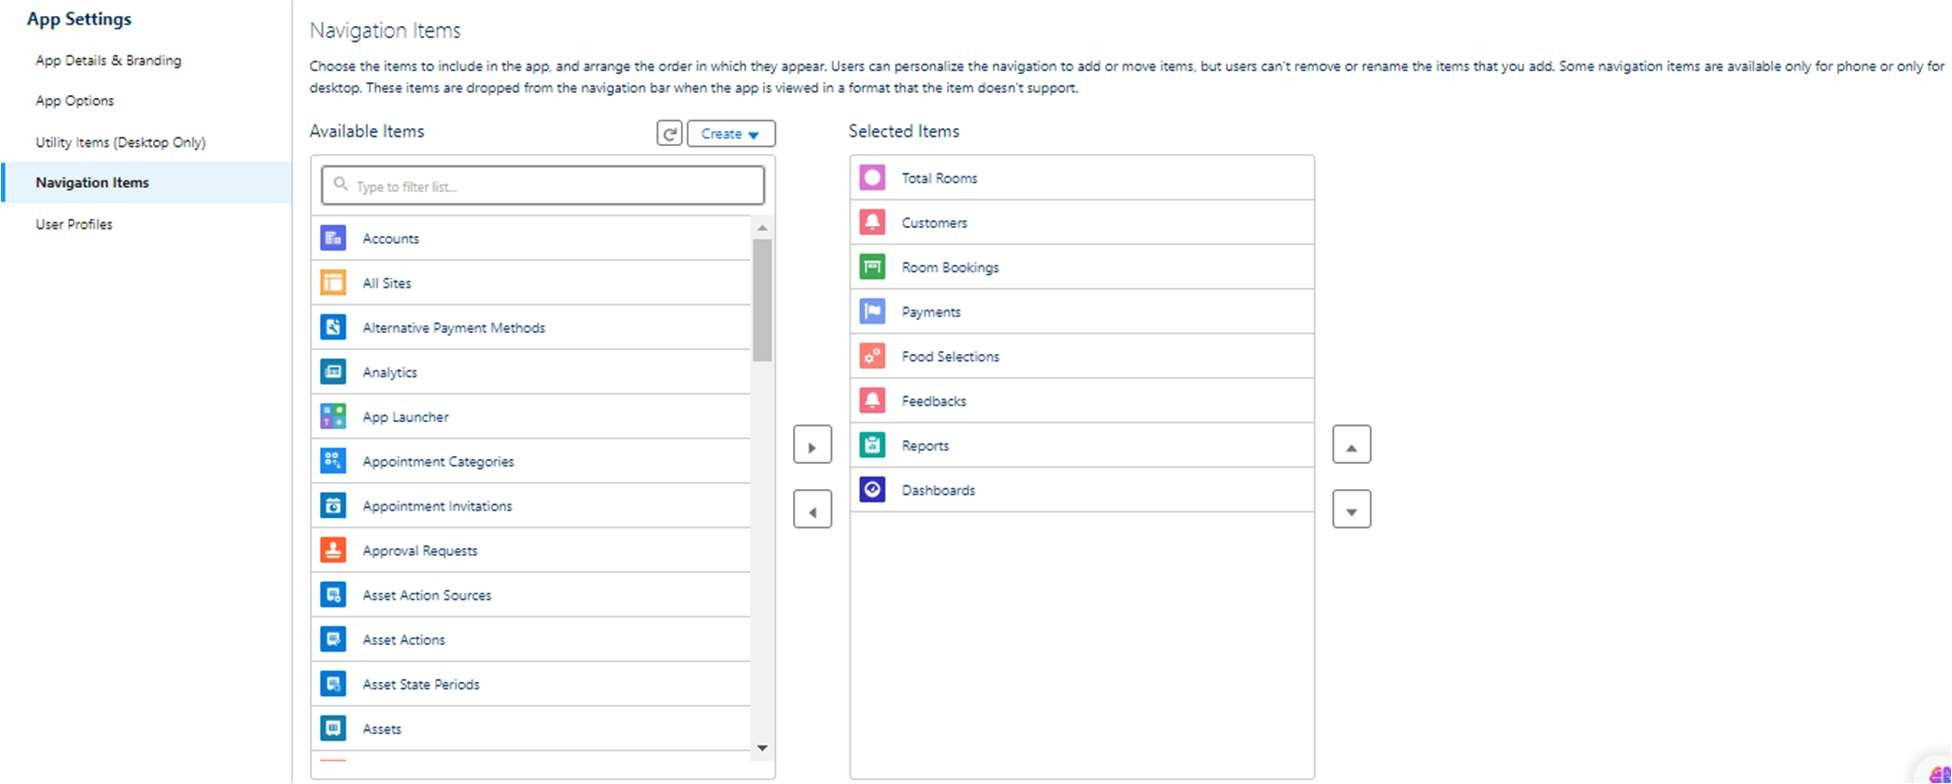 App Settings
App Details & Branding
App Options
Utility Items (Desktop Only)
Navigation Items
User Profiles
Navigation Items
Choose the items to include in the app, and arrange the order in which they appear. Users can personalize the navigation to add or move items, but users can't remove or rename the items that you add. Some navigation items are available only for phone or only for
desktop. These items are dropped from the navigation bar when the app is viewed in a format that the item doesn't support.
Available Items
Create
Type to filter list...
Accounts
All Sites
Alternative Payment Methods
Analytics
App Launcher
Appointment Categories
Appointment Invitations
Approval Requests
Asset Action Sources
Asset Actions
Asset State Periods
Assets
Selected Items
Total Rooms
Customers
Room Bookings
Payments
Food Selections
Feedbacks
Reports
Dashboards